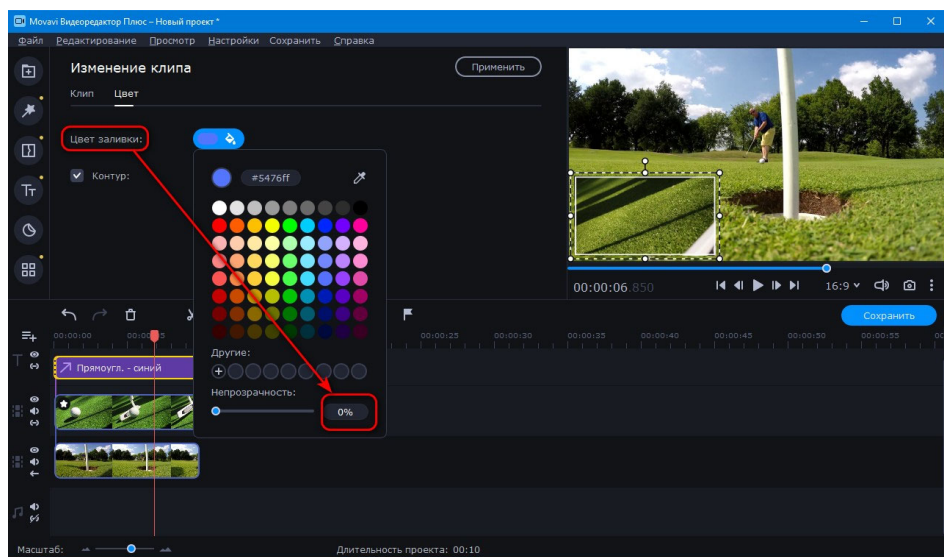 Movavi Видеоредактор Плюс – Новый проект *
Файл Редактирование Просмотр Настройки Сохранить Справка
Изменение клипа
Применить
Клип Цвет
Цвет заливки:
#5476ff
Контур:
Другие:
Непрозрачность:
0%
00:00:06.850
16:9
Сохранить
00:00:00 00:00:25 00:00:30 00:00:35 00:00:40 00:00:45 00:00:50 00:00:55
Прямоугл. - синий
Масштаб:
Длительность проекта: 00:10